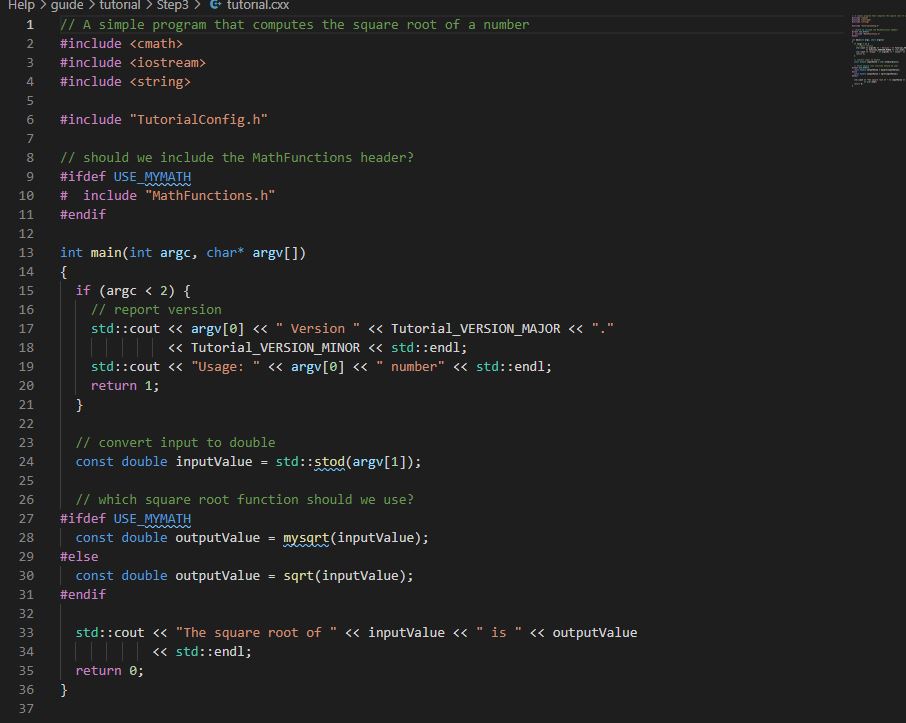 Help > guide > tutorial > Step3 > C+ tutorial.cxx
1 // A simple program that computes the square root of a number
2 #include <cmath>
3 #include <iostream>
4 #include <string>
5
6 #include "TutorialConfig.h"
7
8 // should we include the MathFunctions header?
9 #ifdef USE_MYMATH
10 #  include "MathFunctions.h"
11 #endif
12
13 int main(int argc, char* argv[])
14 {
15   if (argc < 2) {
16     // report version
17     std::cout << argv[0] << " Version " << Tutorial_VERSION_MAJOR << "."
18               << Tutorial_VERSION_MINOR << std::endl;
19     std::cout << "Usage: " << argv[0] << " number" << std::endl;
20     return 1;
21   }
22
23   // convert input to double
24   const double inputValue = std::stod(argv[1]);
25
26   // which square root function should we use?
27 #ifdef USE_MYMATH
28   const double outputValue = mysqrt(inputValue);
29 #else
30   const double outputValue = sqrt(inputValue);
31 #endif
32
33   std::cout << "The square root of " << inputValue << " is " << outputValue
34             << std::endl;
35   return 0;
36 }
37